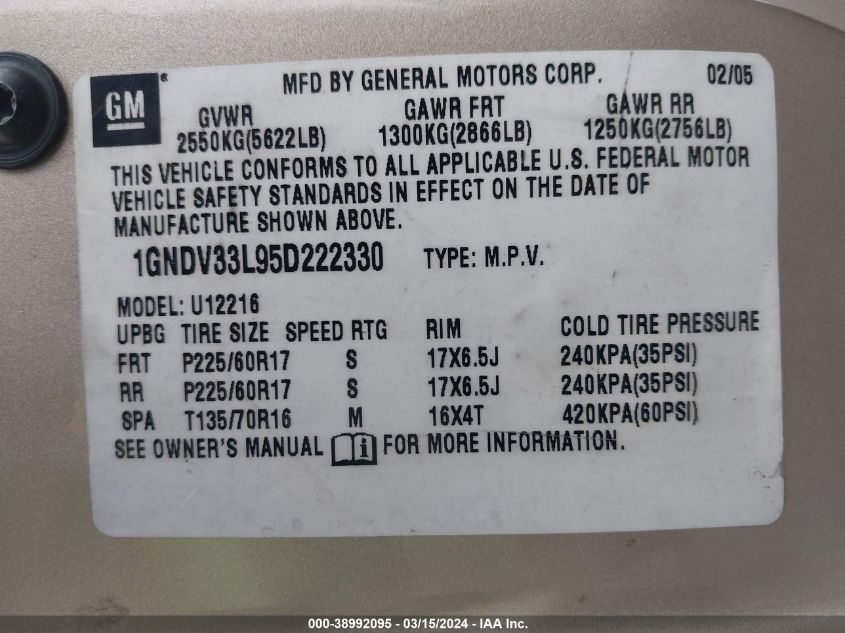 GM ® MFD BY GENERAL MOTORS CORP. 02/05
GVWR GAWR FRT GAWR RR
2550KG(5622LB) 1300KG(2866LB) 1250KG(2756LB)
THIS VEHICLE CONFORMS TO ALL APPLICABLE U.S. FEDERAL MOTOR
VEHICLE SAFETY STANDARDS IN EFFECT ON THE DATE OF
MANUFACTURE SHOWN ABOVE.
1GNDV33L95D222330 TYPE: M.P.V.
MODEL: U12216
UPBG TIRE SIZE SPEED RTG RIM COLD TIRE PRESSURE
FRT P225/60R17 S 17X6.5J 240KPA(35PSI)
RR P225/60R17 S 17X6.5J 240KPA(35PSI)
SPA T135/70R16 M 16X4T 420KPA(60PSI)
SEE OWNER'S MANUAL i FOR MORE INFORMATION.
000-38992095 - 03/15/2024 - IAA Inc.